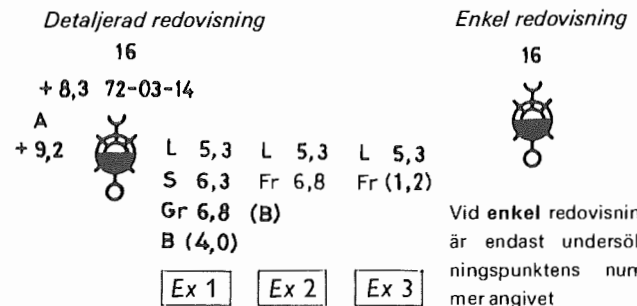 Detaljerad redovisning
16
+ 8,3 72-03-14
A
+ 9,2
L 5,3 L 5,3 L 5,3
S 6,3 Fr 6,8 Fr (1,2)
Gr 6,8 (B)
B (4,0)
Ex 1 Ex 2 Ex 3
Enkel redovisning
16
Vid enkel redovisnin
är endast undersö
ningspunktens num
mer angivet